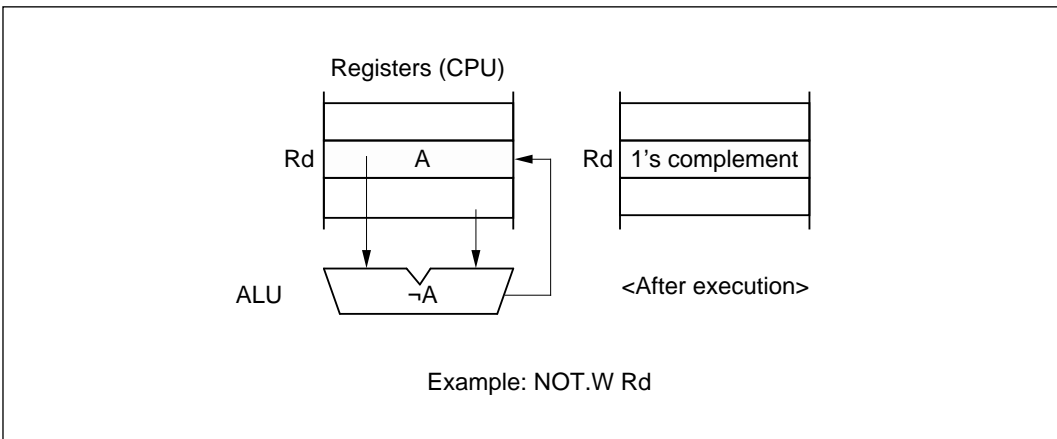 Registers (CPU)
Rd
A
Rd
1's complement
ALU
¬A
<After execution>
Example: NOT.W Rd